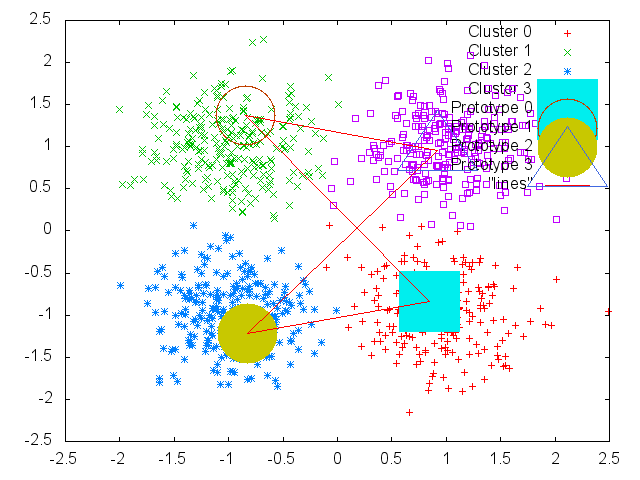 2.5
2
1.5
1
0.5
0
-0.5
-1
-1.5
-2
-2.5
-2.5
-2
-1.5
-1
-0.5
0
0.5
1
1.5
2
2.5
Cluster 0
Cluster 1
Cluster 2
Cluster 3
Prototype 0
Prototype 1
Prototype 2
Prototype 3
"lines"